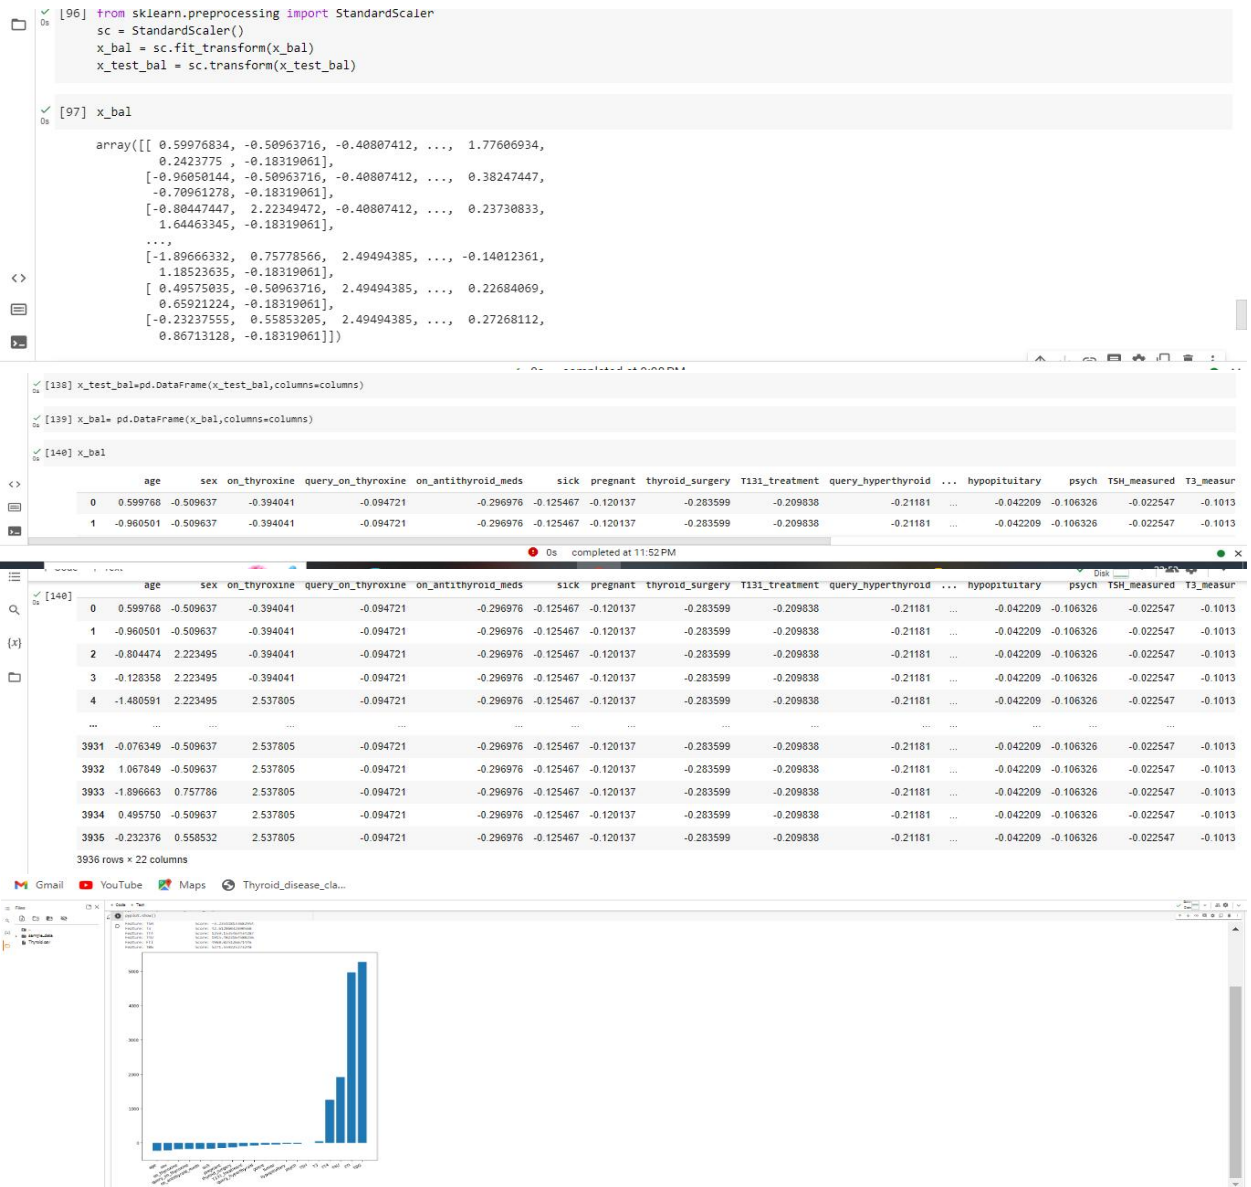 [96] from sklearn.preprocessing import StandardScaler
0s
sc = StandardScaler()
x_bal = sc.fit_transform(x_bal)
x_test_bal = sc.transform(x_test_bal)
[97] x_bal
0s
array([[ 0.59976834, -0.50963716, -0.40807412, ..., 1.77606934,
0.2423775 , -0.18319061],
[-0.96050144, -0.50963716, -0.40807412, ..., 0.38247447,
-0.70961278, -0.18319061],
[-0.80447447, 2.22349472, -0.40807412, ..., 0.23730833,
1.64463345, -0.18319061],
...,
[-1.89666332, 0.75778566, 2.49494385, ..., -0.14012361,
1.18523635, -0.18319061],
[ 0.49575035, -0.50963716, 2.49494385, ..., 0.22684069,
0.65921224, -0.18319061],
[-0.23237555, 0.55853205, 2.49494385, ..., 0.27268112,
0.86713128, -0.18319061]])
[138] x_test_bal=pd.DataFrame(x_test_bal,columns=columns)
0s
[139] x_bal= pd.DataFrame(x_bal,columns=columns)
0s
[140] x_bal
0s
age sex on_thyroxine query_on_thyroxine on_antithyroid_meds sick pregnant thyroid_surgery T131_treatment query_hyperthyroid ... hypopituitary psych TSH_measured T3_measur
0 0.599768 -0.509637 -0.394041 -0.094721 -0.296976 -0.125467 -0.120137 -0.283599 -0.209838 -0.21181 ... -0.042209 -0.106326 -0.022547 -0.1013
1 -0.960501 -0.509637 -0.394041 -0.094721 -0.296976 -0.125467 -0.120137 -0.283599 -0.209838 -0.21181 ... -0.042209 -0.106326 -0.022547 -0.1013
0s completed at 11:52 PM
Disk
age sex on_thyroxine query_on_thyroxine on_antithyroid_meds sick pregnant thyroid_surgery T131_treatment query_hyperthyroid ... hypopituitary psych TSH_measured T3_measur
[140]
0s
0 0.599768 -0.509637 -0.394041 -0.094721 -0.296976 -0.125467 -0.120137 -0.283599 -0.209838 -0.21181 ... -0.042209 -0.106326 -0.022547 -0.1013
1 -0.960501 -0.509637 -0.394041 -0.094721 -0.296976 -0.125467 -0.120137 -0.283599 -0.209838 -0.21181 ... -0.042209 -0.106326 -0.022547 -0.1013
2 -0.804474 2.223495 -0.394041 -0.094721 -0.296976 -0.125467 -0.120137 -0.283599 -0.209838 -0.21181 ... -0.042209 -0.106326 -0.022547 -0.1013
3 -0.128358 2.223495 -0.394041 -0.094721 -0.296976 -0.125467 -0.120137 -0.283599 -0.209838 -0.21181 ... -0.042209 -0.106326 -0.022547 -0.1013
4 -1.480591 2.223495 2.537805 -0.094721 -0.296976 -0.125467 -0.120137 -0.283599 -0.209838 -0.21181 ... -0.042209 -0.106326 -0.022547 -0.1013
... ... ... ... ... ... ... ... ... ... ... ... ... ...
3931 -0.076349 -0.509637 2.537805 -0.094721 -0.296976 -0.125467 -0.120137 -0.283599 -0.209838 -0.21181 ... -0.042209 -0.106326 -0.022547 -0.1013
3932 1.067849 -0.509637 2.537805 -0.094721 -0.296976 -0.125467 -0.120137 -0.283599 -0.209838 -0.21181 ... -0.042209 -0.106326 -0.022547 -0.1013
3933 -1.896663 0.757786 2.537805 -0.094721 -0.296976 -0.125467 -0.120137 -0.283599 -0.209838 -0.21181 ... -0.042209 -0.106326 -0.022547 -0.1013
3934 0.495750 -0.509637 2.537805 -0.094721 -0.296976 -0.125467 -0.120137 -0.283599 -0.209838 -0.21181 ... -0.042209 -0.106326 -0.022547 -0.1013
3935 -0.232376 0.558532 2.537805 -0.094721 -0.296976 -0.125467 -0.120137 -0.283599 -0.209838 -0.21181 ... -0.042209 -0.106326 -0.022547 -0.1013
{x}
3936 rows × 22 columns
Gmail YouTube Maps Thyroid_disease_cla...
5000
4000
3000
2000
1000
0